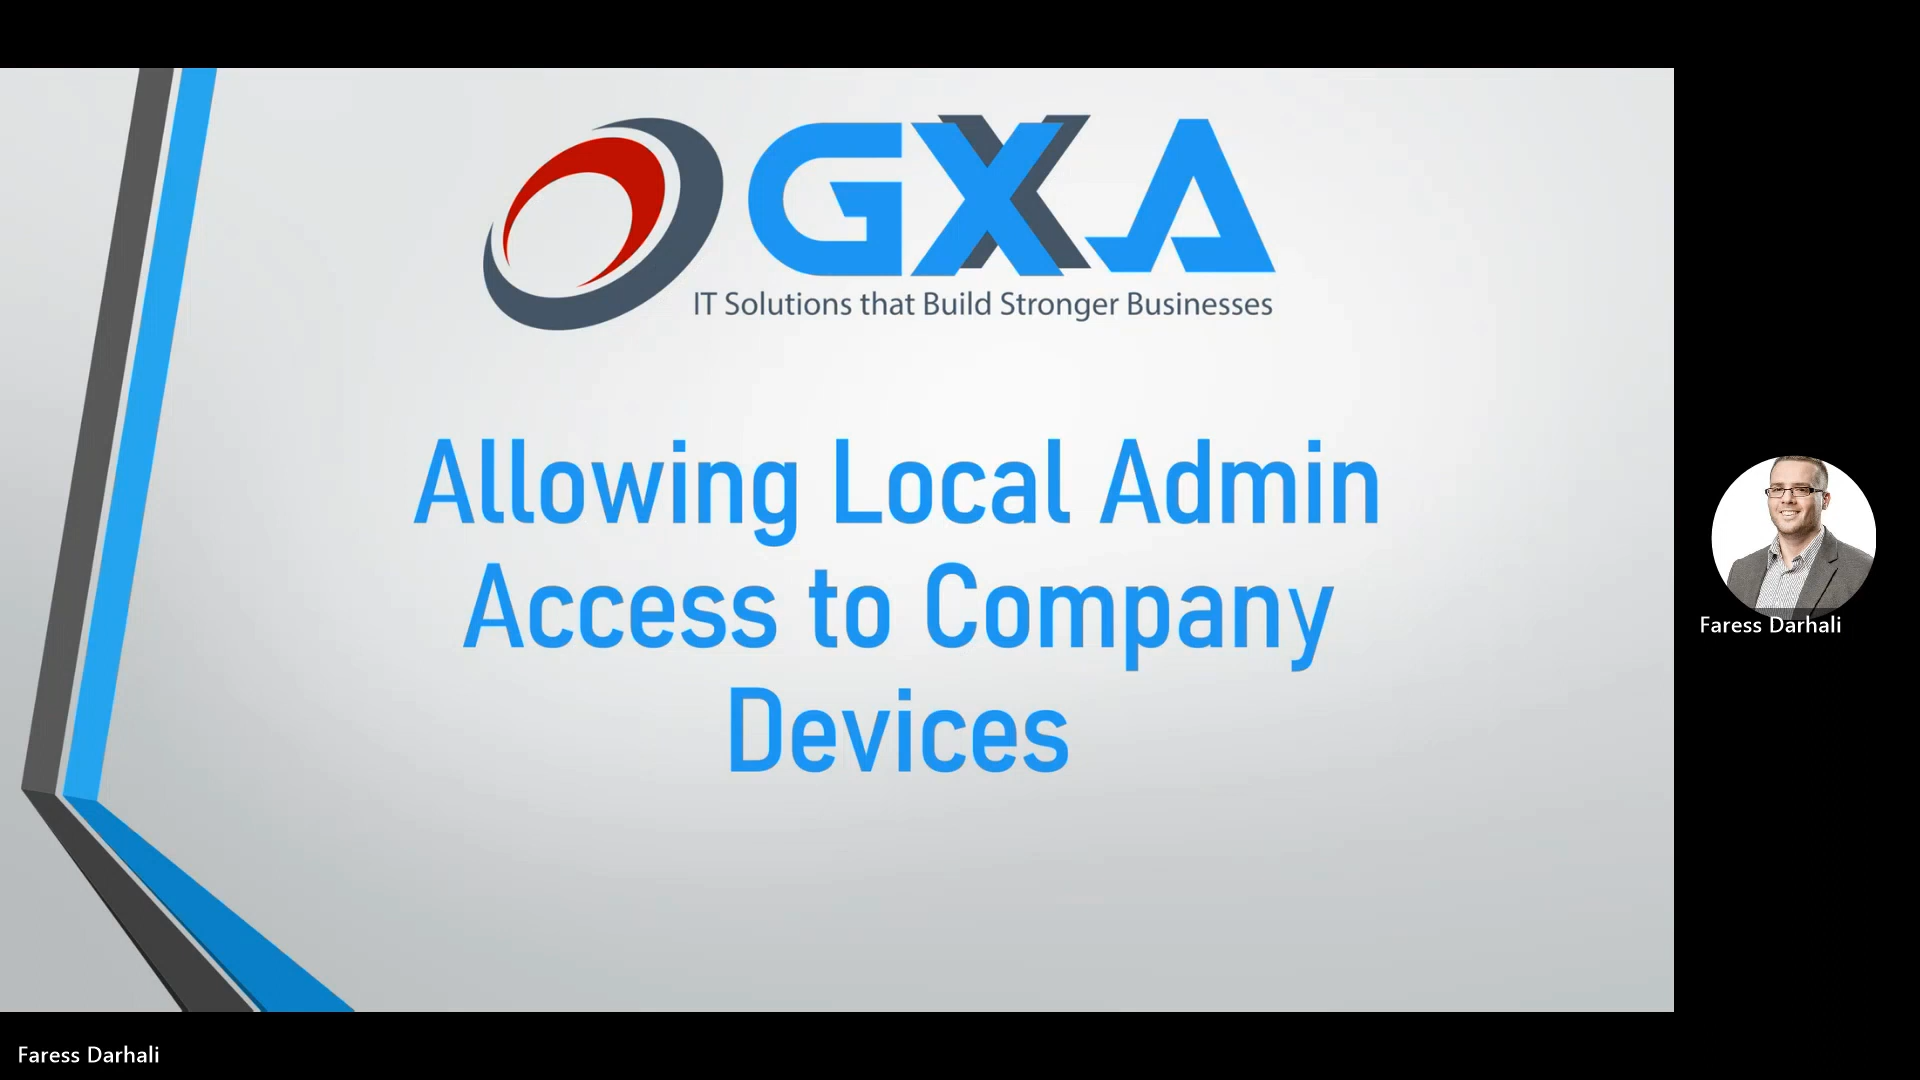 GXA
IT Solutions that Build Stronger Businesses
Allowing Local Admin
Access to Company
Devices
Faress Darhali
Faress Darhali